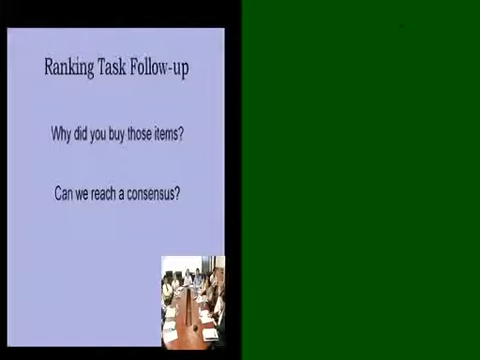 Ranking Task Follow-up
Why did you buy those items?
Can we reach a consensus?